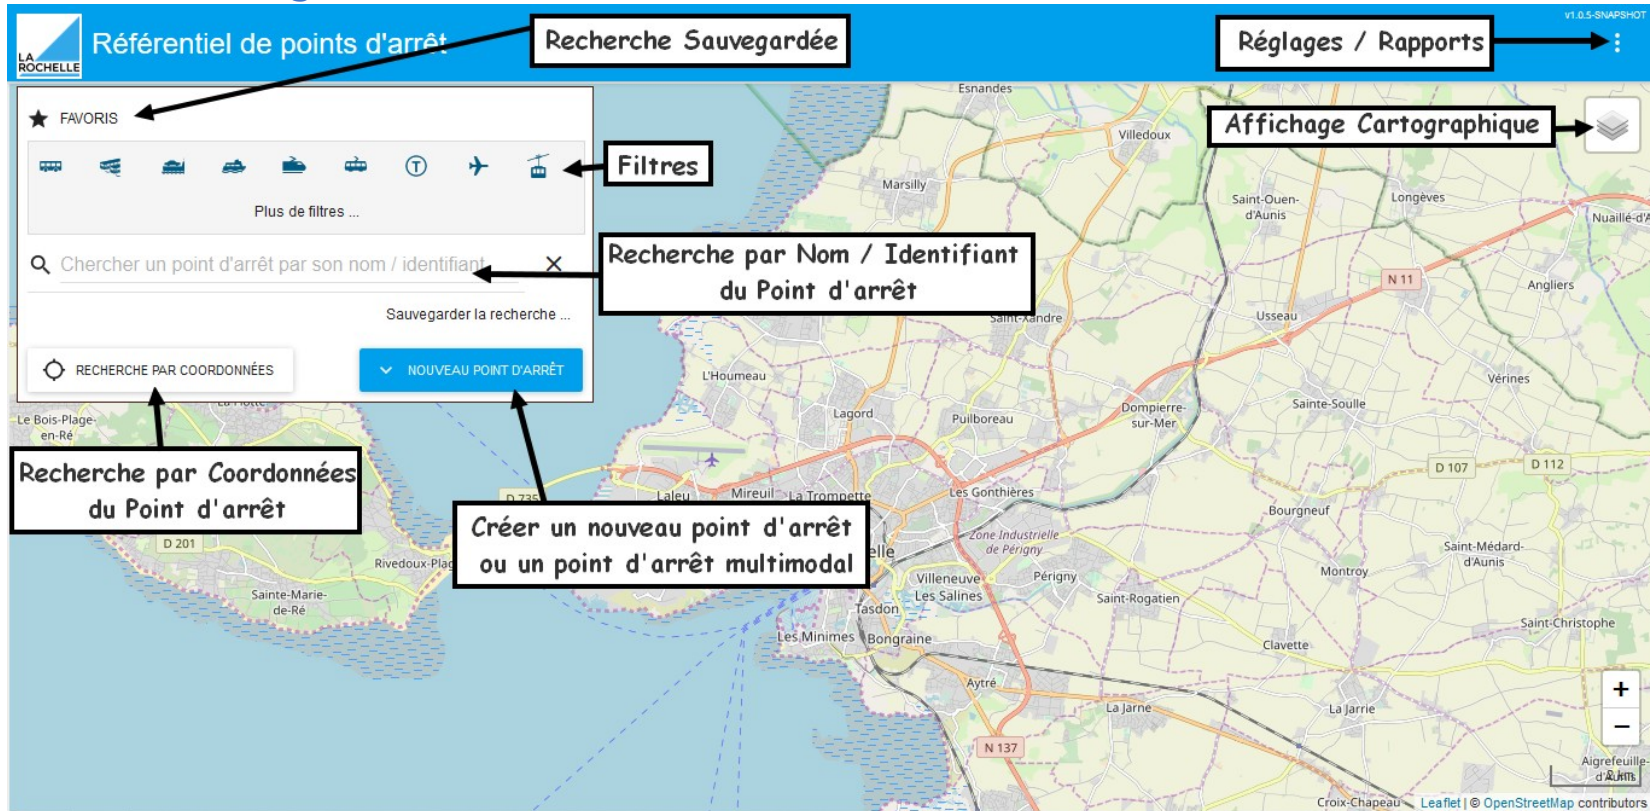 v1.0.5-SNAPSHOT
LA
ROCHELLE
Référentiel de points d'arrêt
Recherche Sauvegardée
Réglages / Rapports
FAVORIS
Affichage Cartographique
Filtres
Plus de filtres ...
Chercher un point d'arrêt par son nom / identifiant
Recherche par Nom / Identifiant
du Point d'arrêt
Sauvegarder la recherche ...
RECHERCHE PAR COORDONNÉES
NOUVEAU POINT D'ARRÊT
Recherche par Coordonnées
du Point d'arrêt
Créer un nouveau point d'arrêt
ou un point d'arrêt multimodal
Esnandes
Villedoux
Marsilly
Saint-Ouen-
d'Aunis
Longèves
N 11
Angliers
Usseau
Saint-Xandre
L'Houmeau
Lagord
Puilboreau
Dompierre-
sur-Mer
Sainte-Soulle
Vérines
Le Bois-Plage-
en-Ré
D 735
Laleu
Mireuil
La Trompette
Les Gonthières
D 107
D 112
Bourgneuf
Zone Industrielle
de Périgny
D 201
Saint-Médard-
d'Aunis
Montroy
Villeneuve
Les Salines
Périgny
Sainte-Marie-
de-Ré
Saint-Rogatien
Tasdon
Saint-Christophe
Les Minimes
Bongraine
Clavette
Aytré
La Jarne
La Jarrie
+
−
N 137
Aigrefeuille-
d'Aunis
2 km
Croix-Chapeau
Leaflet | © OpenStreetMap contributors